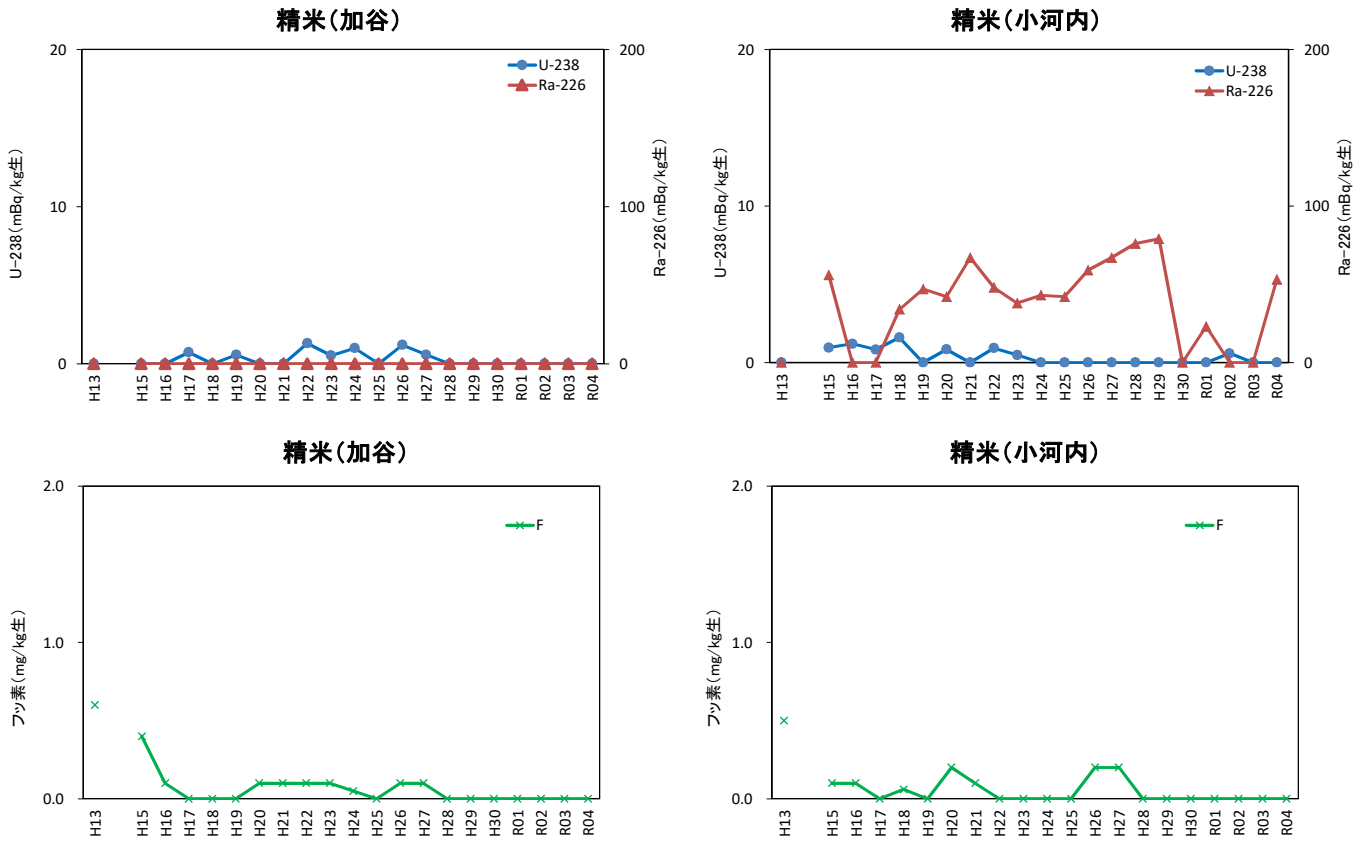 精米（加谷）
20
10
0
200
100
0
U-238（mBq/kg生）
Ra-226（mBq/kg生）
U-238
Ra-226
H13 H15 H16 H17 H18 H19 H20 H21 H22 H23 H24 H25 H26 H27 H28 H29 H30 R01 R02 R03 R04
精米（小河内）
20
10
0
200
100
0
U-238（mBq/kg生）
Ra-226（mBq/kg生）
U-238
Ra-226
H13 H15 H16 H17 H18 H19 H20 H21 H22 H23 H24 H25 H26 H27 H28 H29 H30 R01 R02 R03 R04
精米（加谷）
2.0
1.0
0.0
フッ素（mg/kg生）
F
H13 H15 H16 H17 H18 H19 H20 H21 H22 H23 H24 H25 H26 H27 H28 H29 H30 R01 R02 R03 R04
精米（小河内）
2.0
1.0
0.0
フッ素（mg/kg生）
F
H13 H15 H16 H17 H18 H19 H20 H21 H22 H23 H24 H25 H26 H27 H28 H29 H30 R01 R02 R03 R04